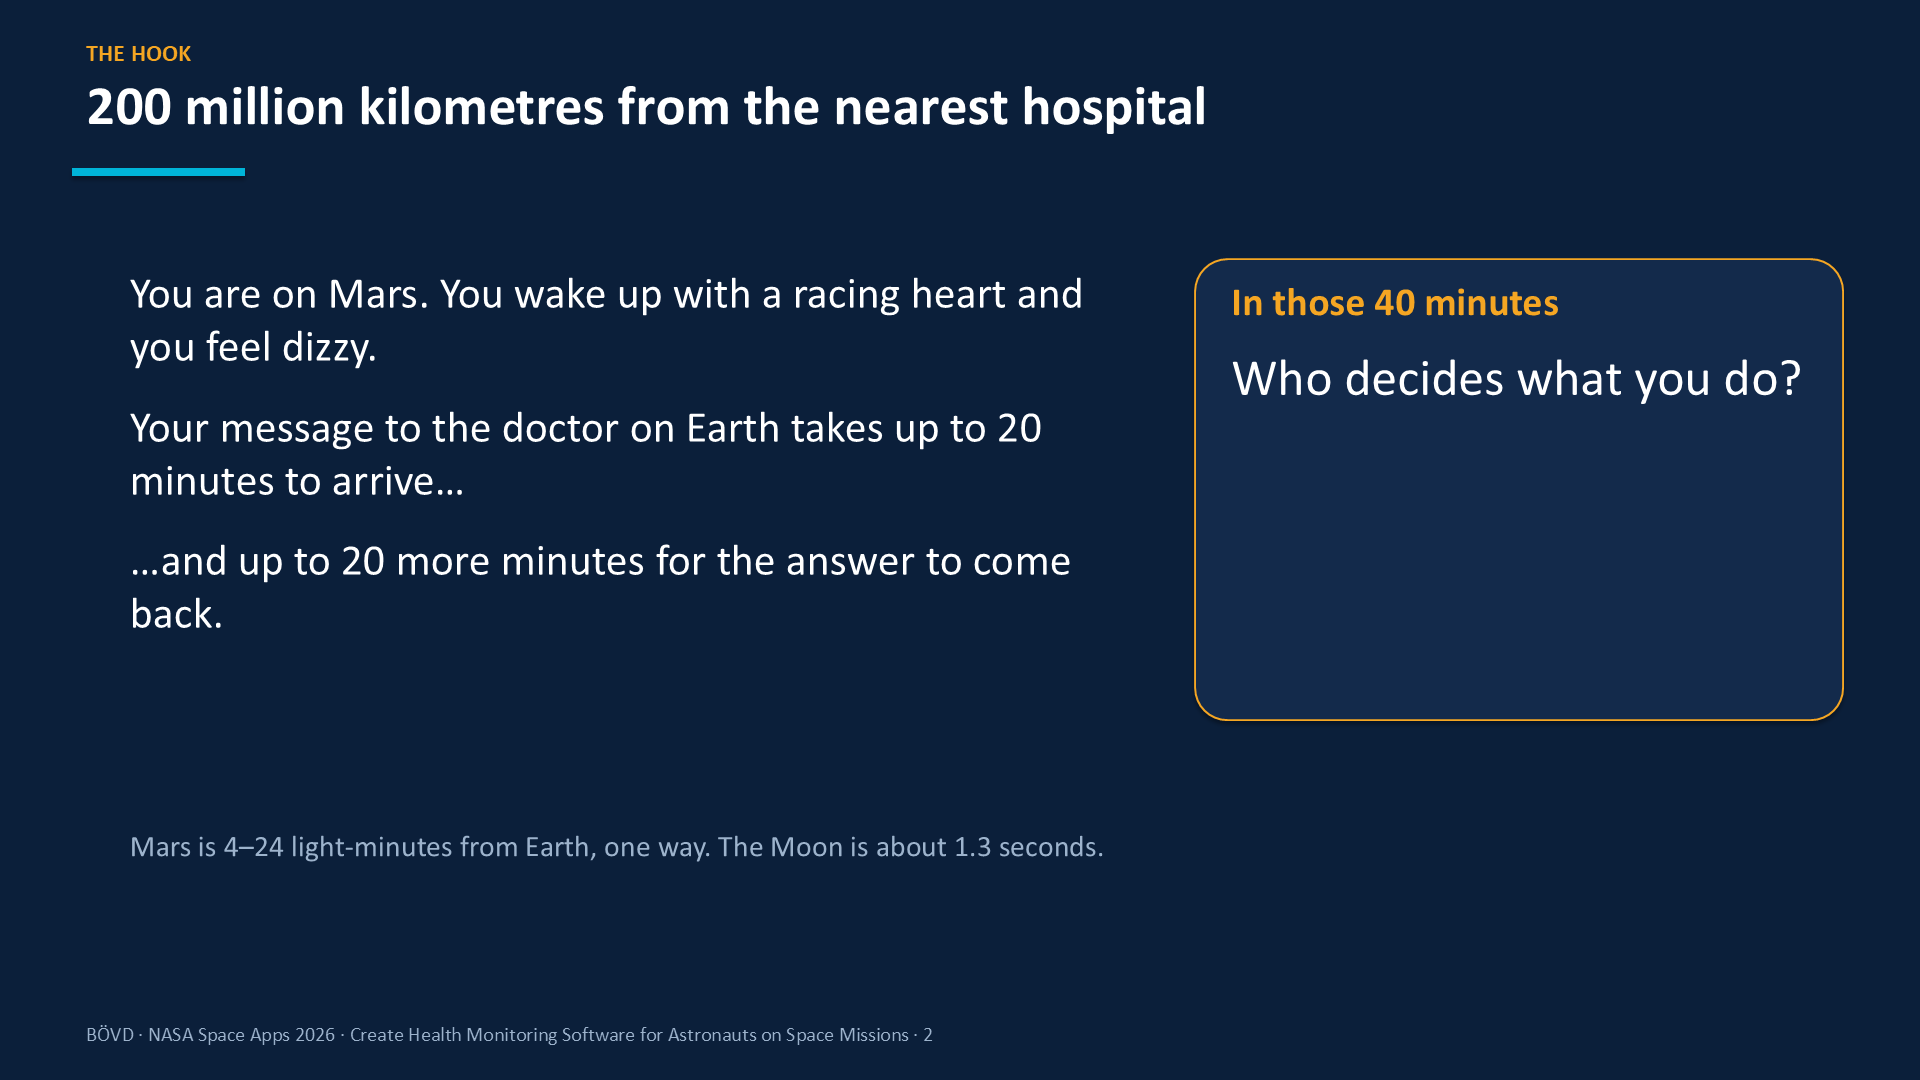 THE HOOK
200 million kilometres from the nearest hospital
You are on Mars. You wake up with a racing heart and
you feel dizzy.
Your message to the doctor on Earth takes up to 20
minutes to arrive…
…and up to 20 more minutes for the answer to come
back.
In those 40 minutes
Who decides what you do?
Mars is 4–24 light-minutes from Earth, one way. The Moon is about 1.3 seconds.
BÖVD · NASA Space Apps 2026 · Create Health Monitoring Software for Astronauts on Space Missions · 2